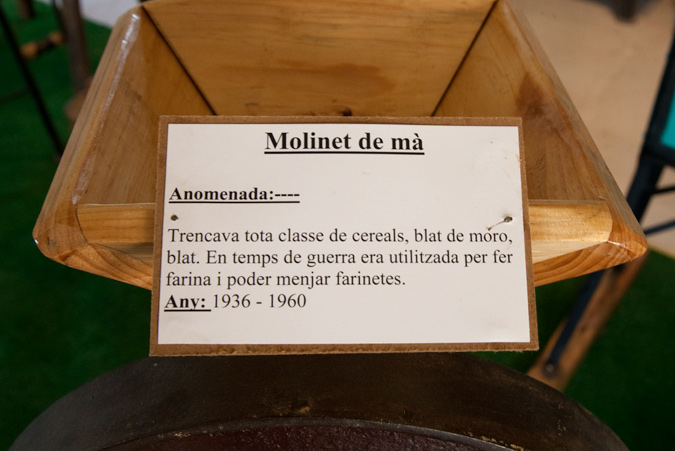 Molinet de mà
Anomenada:----
Trencava tota classe de cereals, blat de moro,
blat. En temps de guerra era utilitzada per fer
farina i poder menjar farinetes.
Any: 1936 - 1960